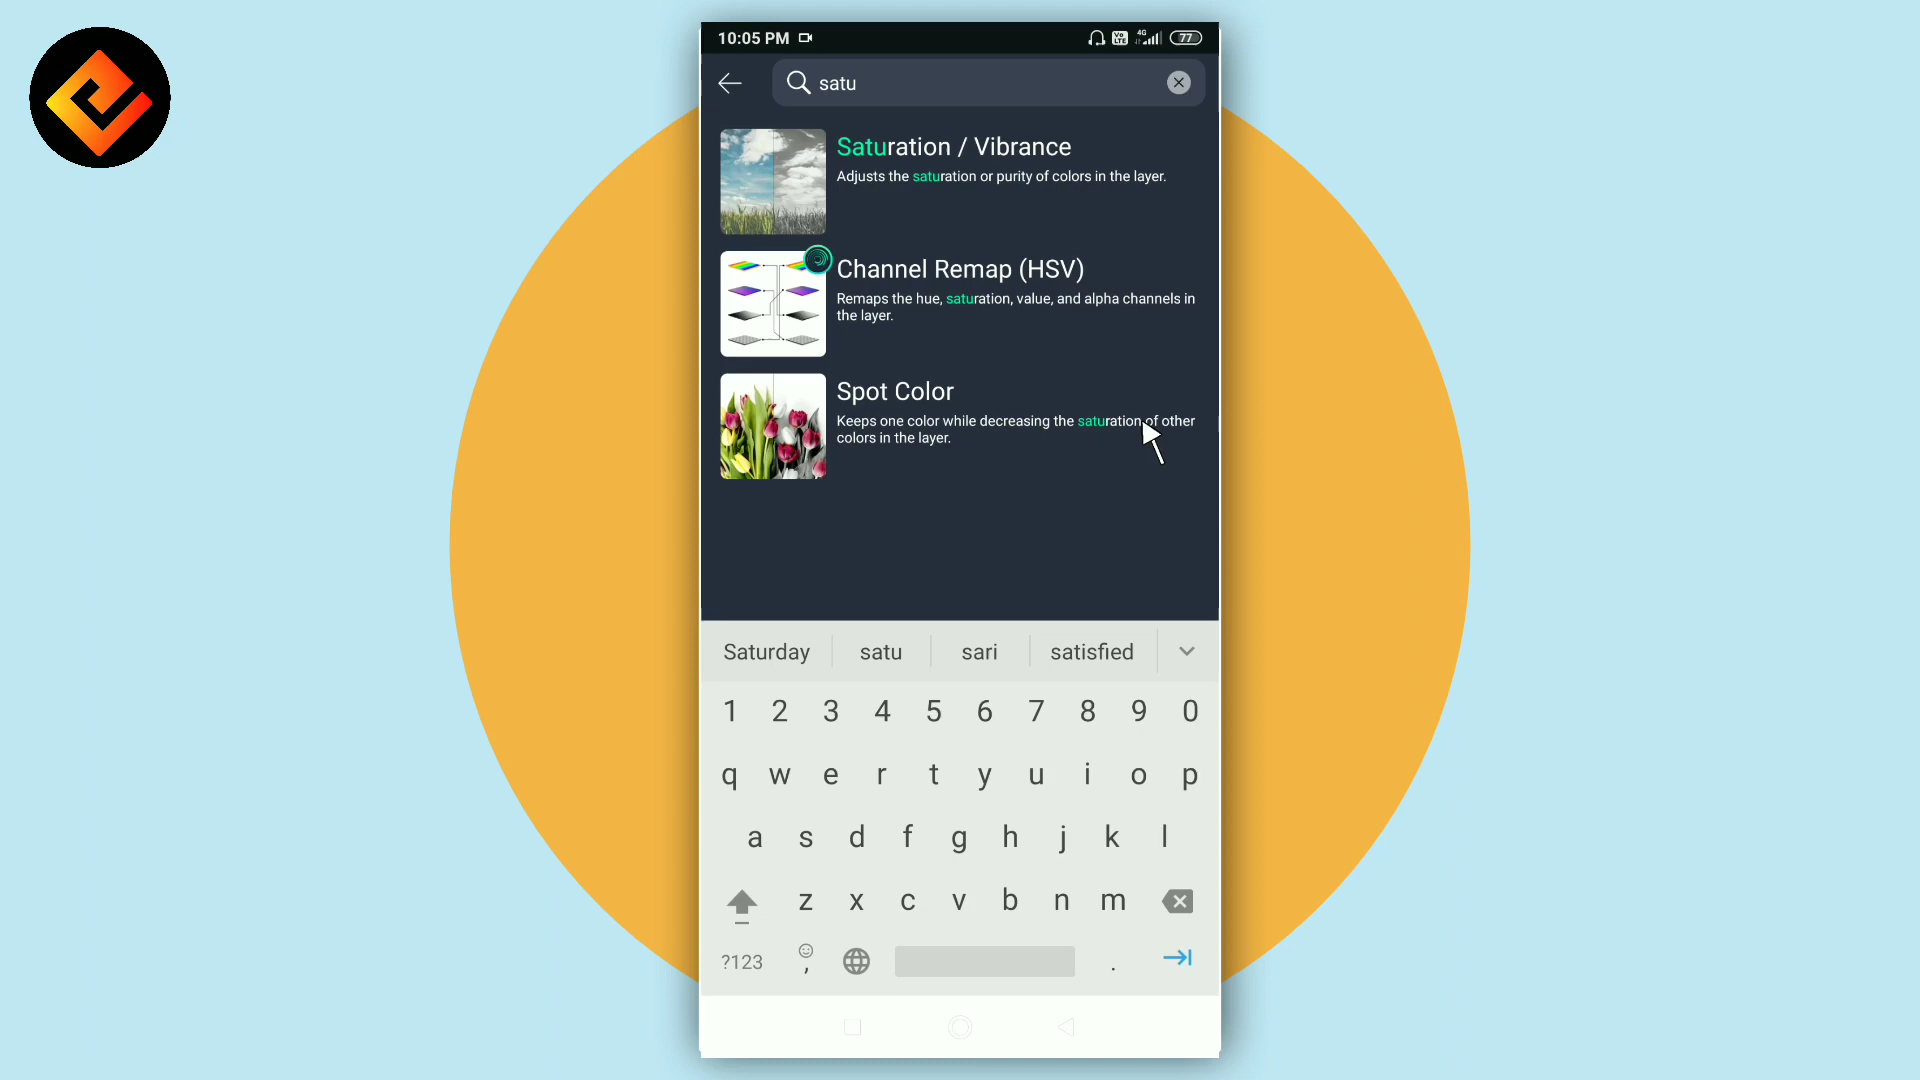 10:05 PM
Vo LTE 4G 77
satu
Saturation / Vibrance
Adjusts the saturation or purity of colors in the layer.
Channel Remap (HSV)
Remaps the hue, saturation, value, and alpha channels in
the layer.
Spot Color
Keeps one color while decreasing the saturation of other
colors in the layer.
Saturday satu sari satisfied
1 2 3 4 5 6 7 8 9 0
q w e r t y u i o p
a s d f g h j k l
z x c v b n m
?123 , .